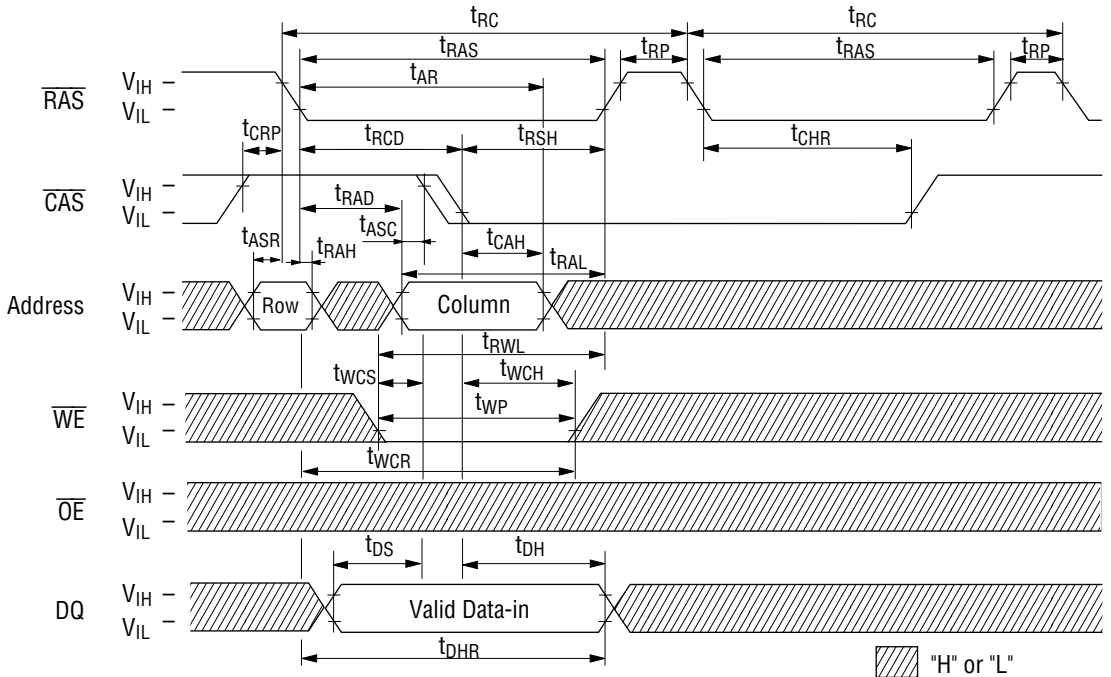 tRC tRC
tRAS tRP tRAS tRP
tAR
RAS VIH
VIL
tCRP tRCD tRSH tCHR
CAS VIH
VIL
tRAD
tASC tCAH
tASR tRAH tRAL
Address VIH
VIL
Row Column
tRWL
tWCS tWCH
tWP
WE VIH
VIL
tWCR
OE VIH
VIL
tDS tDH
DQ VIH
VIL
Valid Data-in
tDHR
"H" or "L"